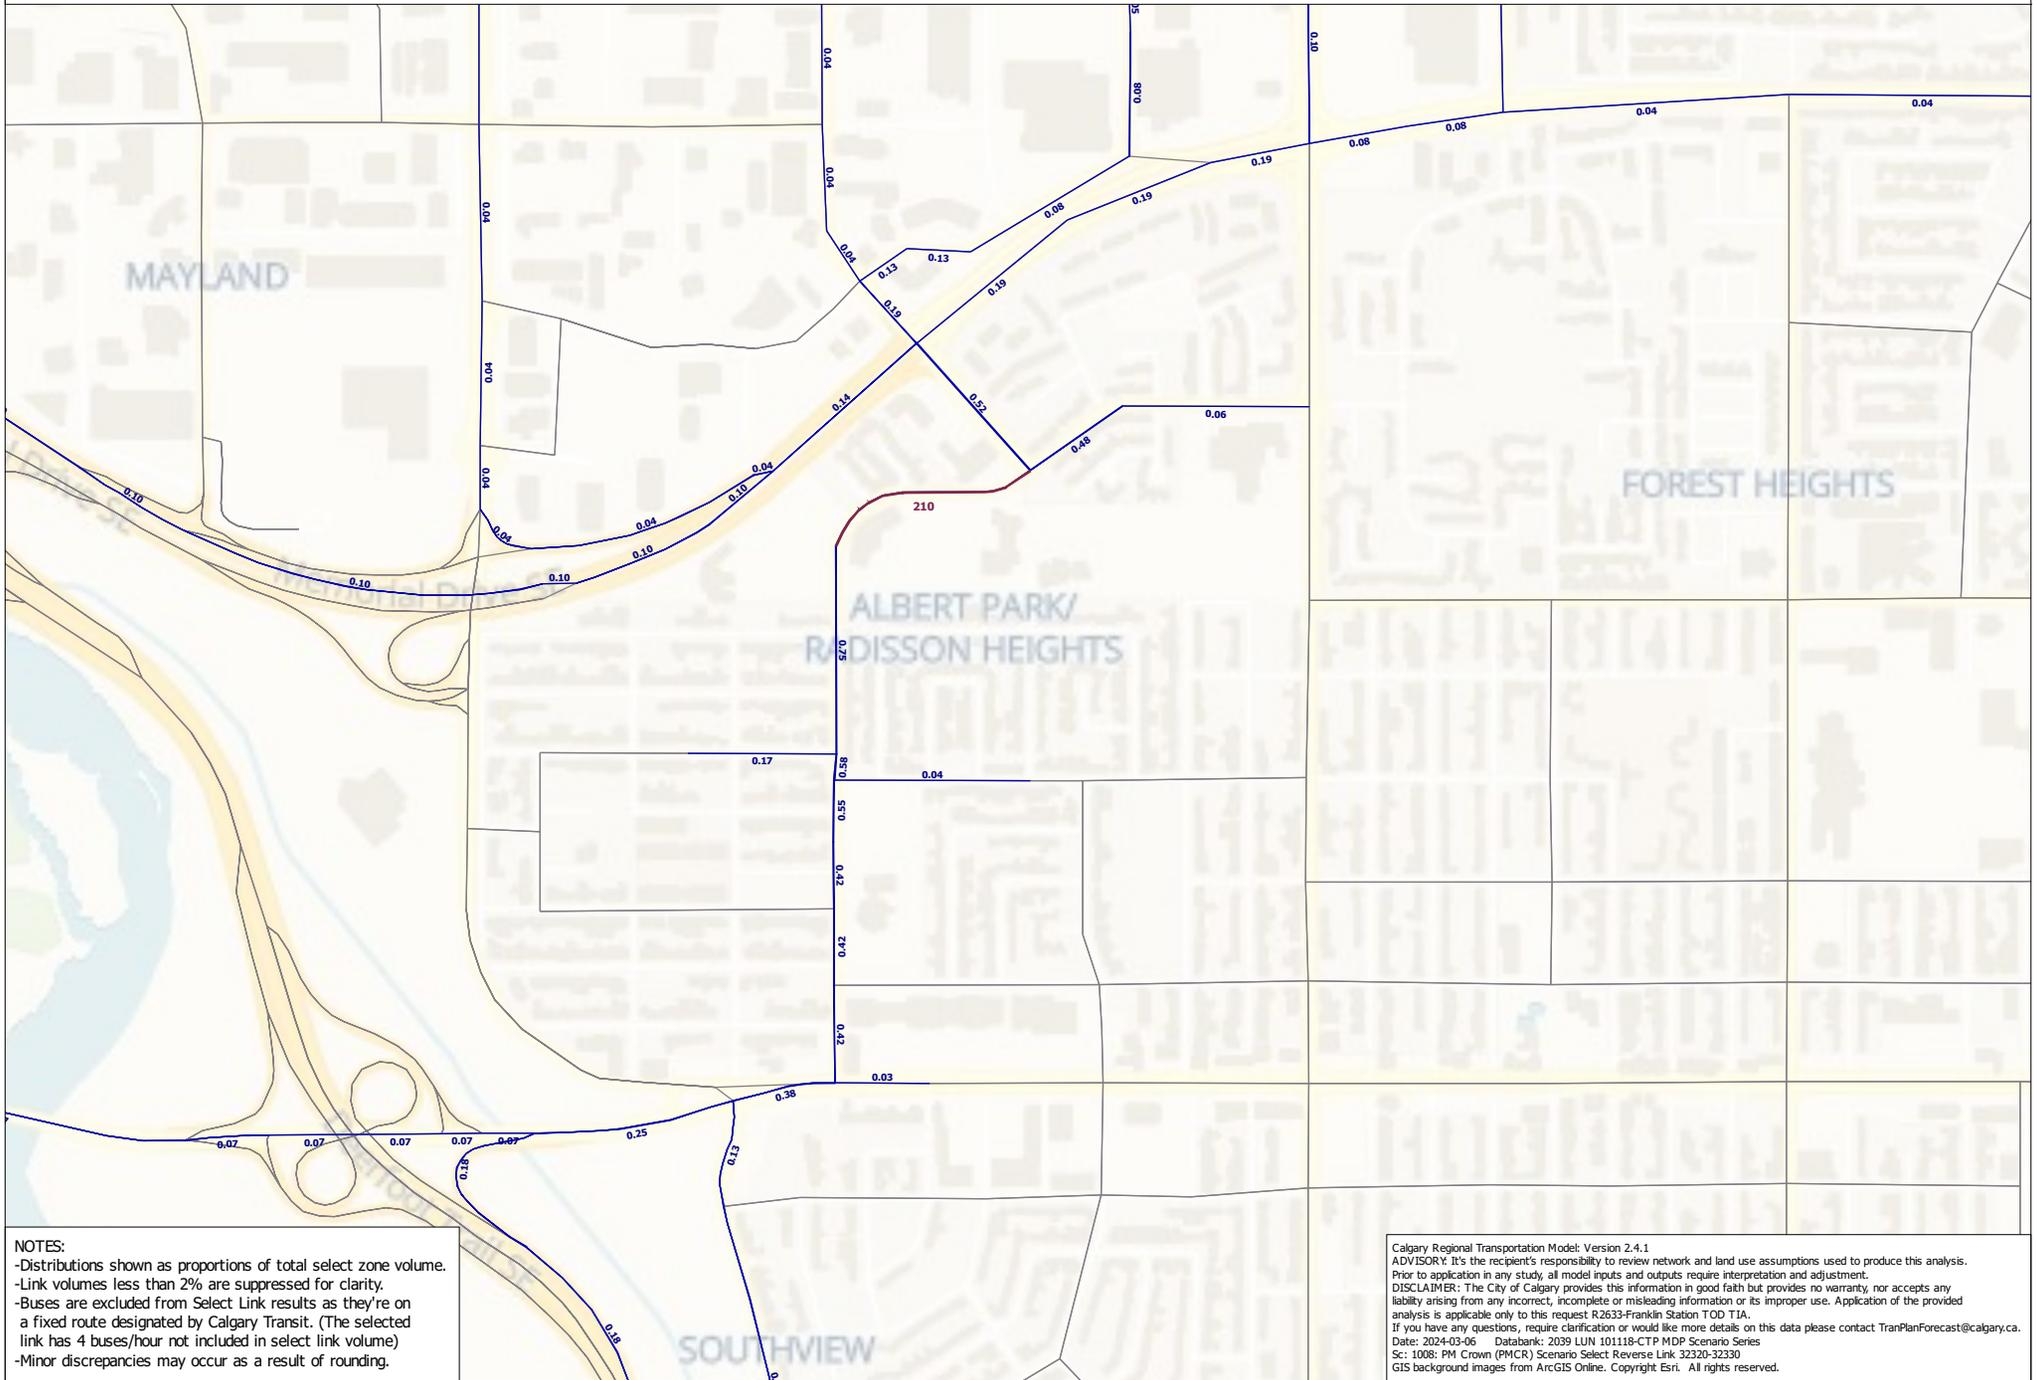 0.04
0.08
0.10
0.04
0.04
0.08
0.08
0.19
0.04
0.19
0.04
0.08
0.04
0.13
0.13
0.19
0.19
MAYLAND
0.04
0.14
0.52
0.06
0.48
0.04
0.04
0.10
0.10
Drive SE
210
FOREST HEIGHTS
0.04
0.04
0.10
0.10
0.10
Memorial Drive SE
ALBERT PARK/
RADISSON HEIGHTS
0.75
0.17
0.58
0.04
0.55
0.42
0.42
0.42
0.03
0.38
0.25
0.07
0.07
0.07
0.07
0.07
0.13
0.18
0.18
SOUTHVIEW
NOTES:
-Distributions shown as proportions of total select zone volume.
-Link volumes less than 2% are suppressed for clarity.
-Buses are excluded from Select Link results as they're on
a fixed route designated by Calgary Transit. (The selected
link has 4 buses/hour not included in select link volume)
-Minor discrepancies may occur as a result of rounding.
Calgary Regional Transportation Model: Version 2.4.1
ADVISORY: It's the recipient's responsibility to review network and land use assumptions used to produce this analysis.
Prior to application in any study, all model inputs and outputs require interpretation and adjustment.
DISCLAIMER: The City of Calgary provides this information in good faith but provides no warranty, nor accepts any
liability arising from any incorrect, incomplete or misleading information or its improper use. Application of the provided
analysis is applicable only to this request R2633-Franklin Station TOD TIA.
If you have any questions, require clarification or would like more details on this data please contact TranPlanForecast@calgary.ca.
Date: 2024-03-06 Databank: 2039 LUN 101118-CTP MDP Scenario Series
Sc: 1008: PM Crown (PMCR) Scenario Select Reverse Link 32320-32330
GIS background images from ArcGIS Online. Copyright Esri. All rights reserved.